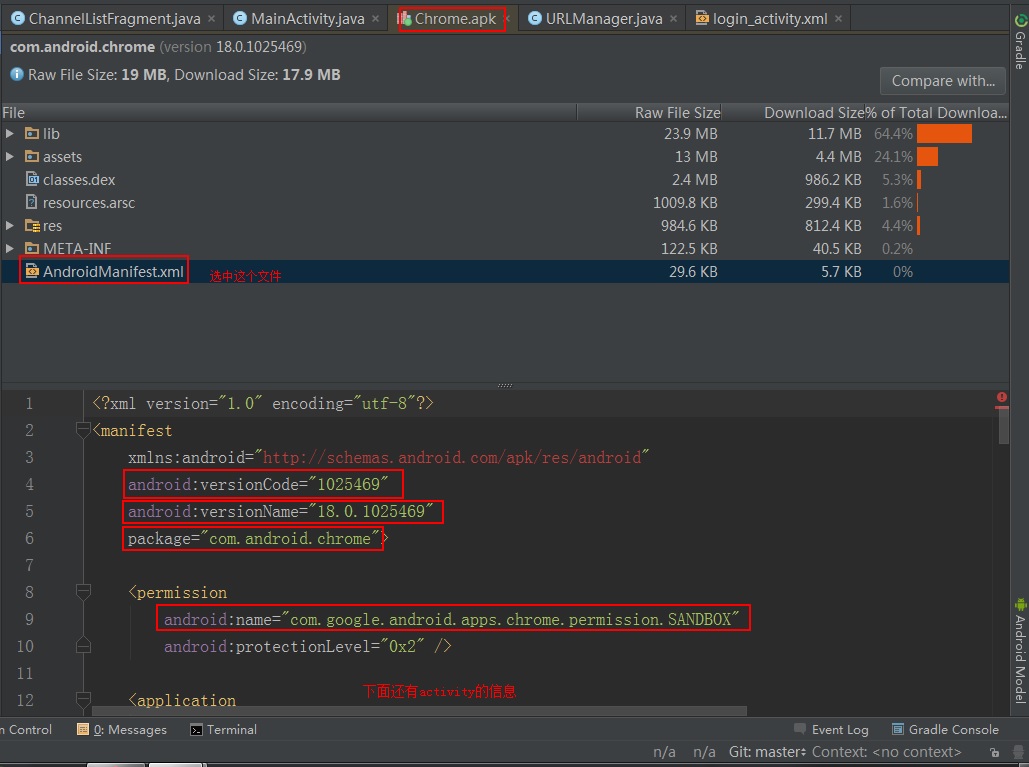 ChannelListFragment.java × MainActivity.java × Chrome.apk × URLManager.java × login_activity.xml ×
com.android.chrome (version 18.0.1025469)
Raw File Size: 19 MB, Download Size: 17.9 MB
Compare with...
File Raw File Size Download Size % of Total Downloa...
lib 23.9 MB 11.7 MB 64.4%
assets 13 MB 4.4 MB 24.1%
classes.dex 2.4 MB 986.2 KB 5.3%
resources.arsc 1009.8 KB 299.4 KB 1.6%
res 984.6 KB 812.4 KB 4.4%
META-INF 122.5 KB 40.5 KB 0.2%
AndroidManifest.xml 选中这个文件 29.6 KB 5.7 KB 0%
1 <?xml version="1.0" encoding="utf-8"?>
2 <manifest
3 xmlns:android="http://schemas.android.com/apk/res/android"
4 android:versionCode="1025469"
5 android:versionName="18.0.1025469"
6 package="com.android.chrome">
7
8 <permission
9 android:name="com.google.android.apps.chrome.permission.SANDBOX"
10 android:protectionLevel="0x2" />
11
下面还有activity的信息
12 <application
n Control 0: Messages Terminal Event Log Gradle Console
n/a n/a Git: master Context: <no context>
Gradle
Android Model